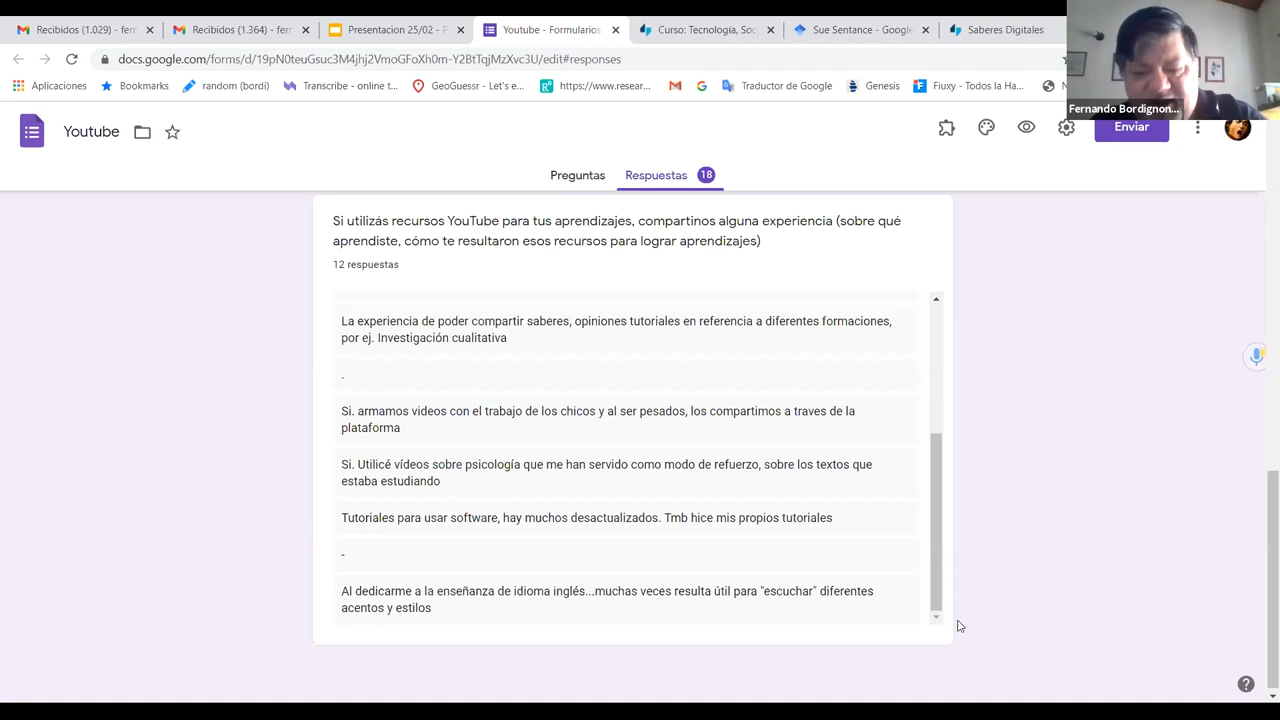 Recibidos (1.029) - fern
Recibidos (1.364) - fern
Presentacion 25/02 - P
Youtube - Formularios
Curso: Tecnología, Soc
Sue Sentance - Google
Saberes Digitales
docs.google.com/forms/d/19pN0teuGsuc3M4jhj2VmoGFoXh0m-Y2BtTqjMzXvc3U/edit#responses
Aplicaciones
Bookmarks
random (bordi)
Transcribe - online t...
GeoGuessr - Let's e...
https://www.resear...
Traductor de Google
Genesis
Fiuxy - Todos la Ha...
Fernando Bordignon...
Youtube
Enviar
Preguntas
Respuestas 18
Si utilizás recursos YouTube para tus aprendizajes, compartinos alguna experiencia (sobre qué
aprendiste, cómo te resultaron esos recursos para lograr aprendizajes)
12 respuestas
La experiencia de poder compartir saberes, opiniones tutoriales en referencia a diferentes formaciones,
por ej. Investigación cualitativa
.
Si. armamos videos con el trabajo de los chicos y al ser pesados, los compartimos a traves de la
plataforma
Si. Utilicé vídeos sobre psicología que me han servido como modo de refuerzo, sobre los textos que
estaba estudiando
Tutoriales para usar software, hay muchos desactualizados. Tmb hice mis propios tutoriales
-
Al dedicarme a la enseñanza de idioma inglés...muchas veces resulta útil para "escuchar" diferentes
acentos y estilos